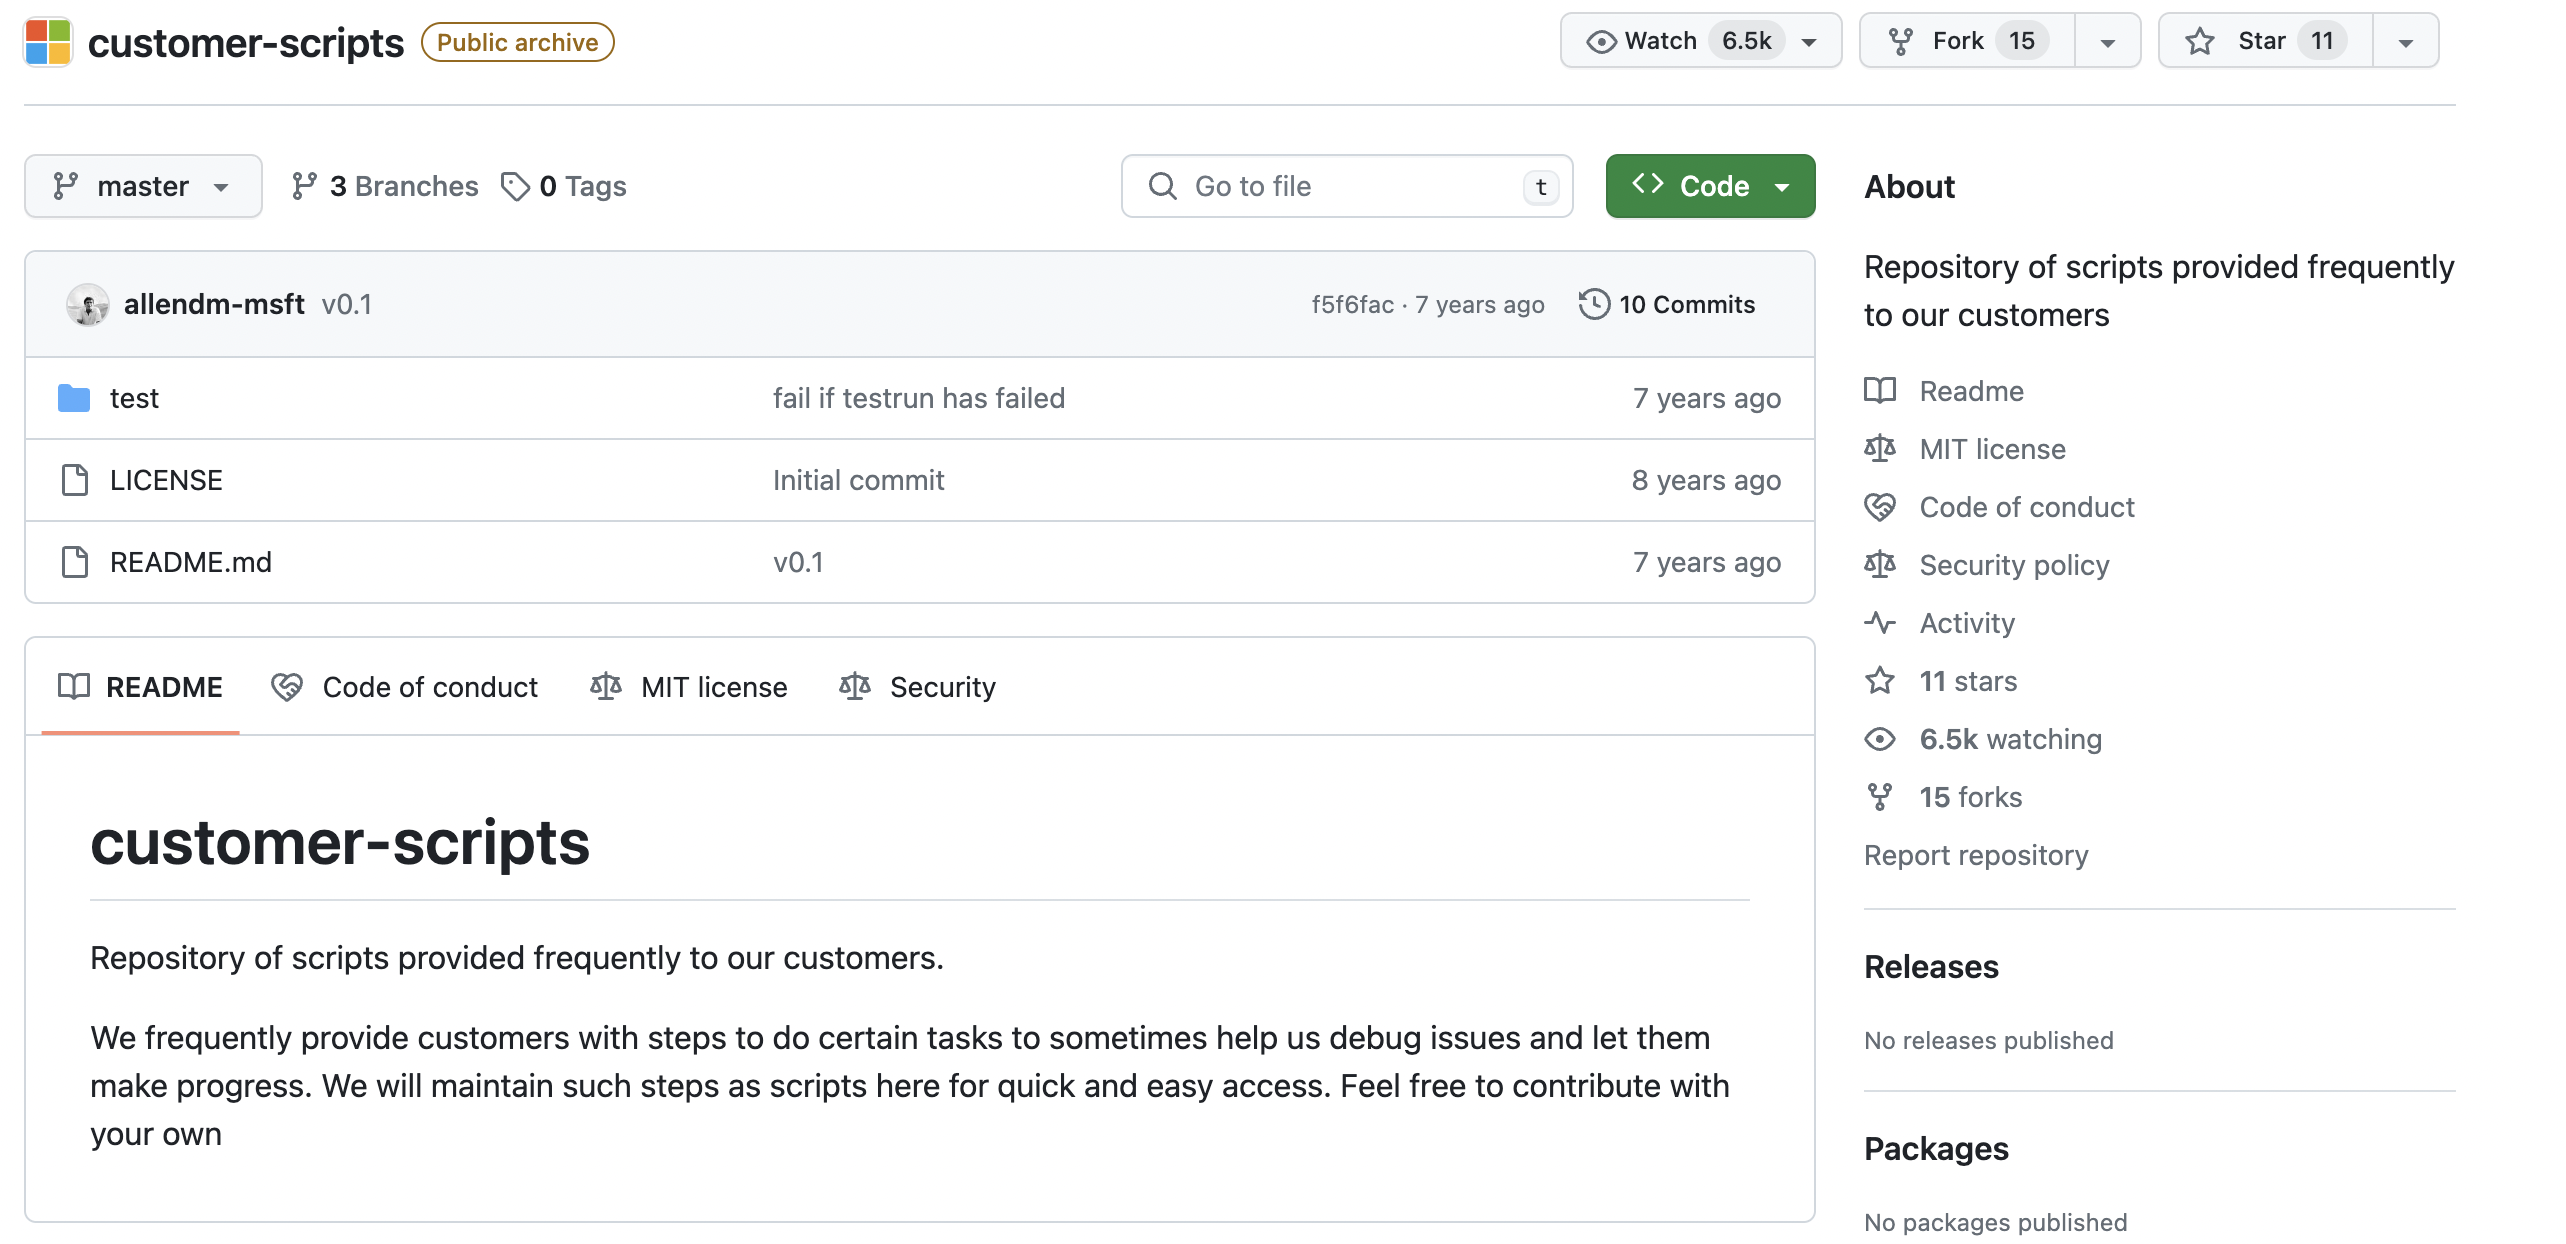 customer-scripts Public archive Watch 6.5k Fork 15 Star 11
master 3 Branches 0 Tags Go to file t Code
allendm-msft v0.1 f5f6fac · 7 years ago 10 Commits
test fail if testrun has failed 7 years ago
LICENSE Initial commit 8 years ago
README.md v0.1 7 years ago
README Code of conduct MIT license Security
customer-scripts
Repository of scripts provided frequently to our customers.
We frequently provide customers with steps to do certain tasks to sometimes help us debug issues and let them
make progress. We will maintain such steps as scripts here for quick and easy access. Feel free to contribute with
your own
About
Repository of scripts provided frequently
to our customers
Readme
MIT license
Code of conduct
Security policy
Activity
11 stars
6.5k watching
15 forks
Report repository
Releases
No releases published
Packages
No packages published